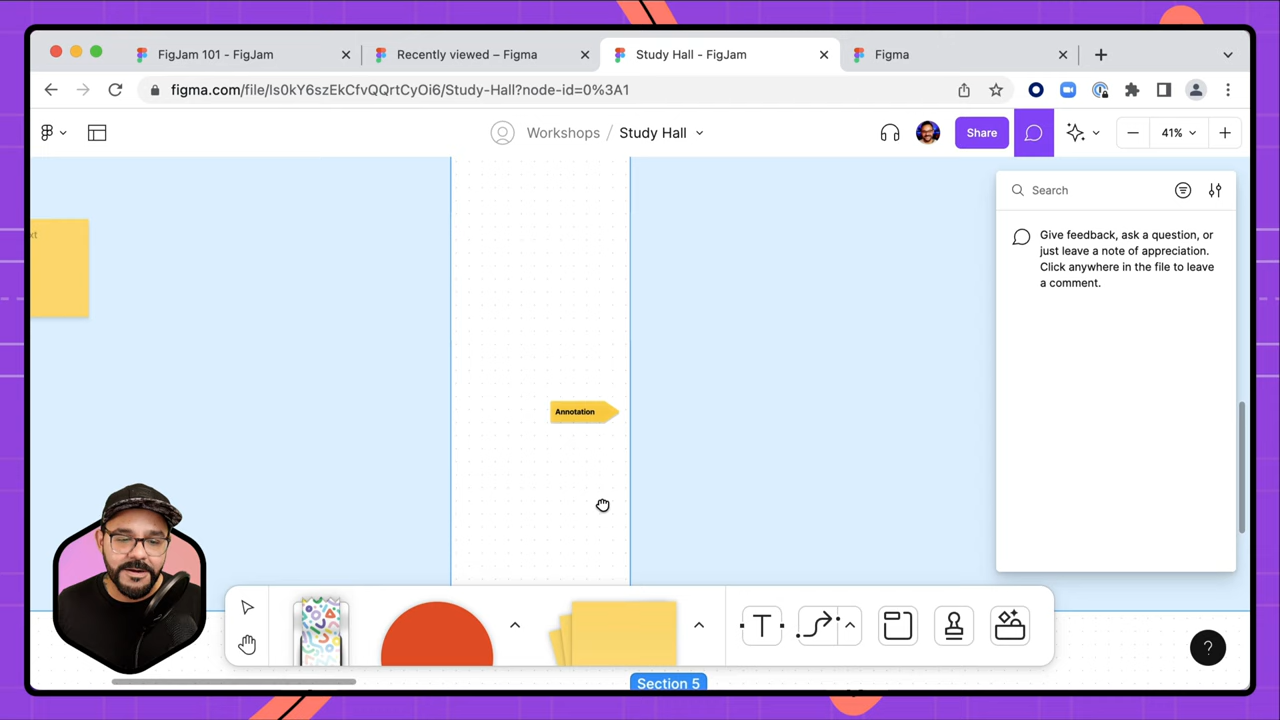 FigJam 101 - FigJam
Recently viewed – Figma
Study Hall - FigJam
Figma
figma.com/file/ls0kY6szEkCfvQQrtCyOi6/Study-Hall?node-id=0%3A1
Workshops / Study Hall
Share
41%
xt
Search
Give feedback, ask a question, or
just leave a note of appreciation.
Click anywhere in the file to leave
a comment.
Annotation
T
?
Section 5